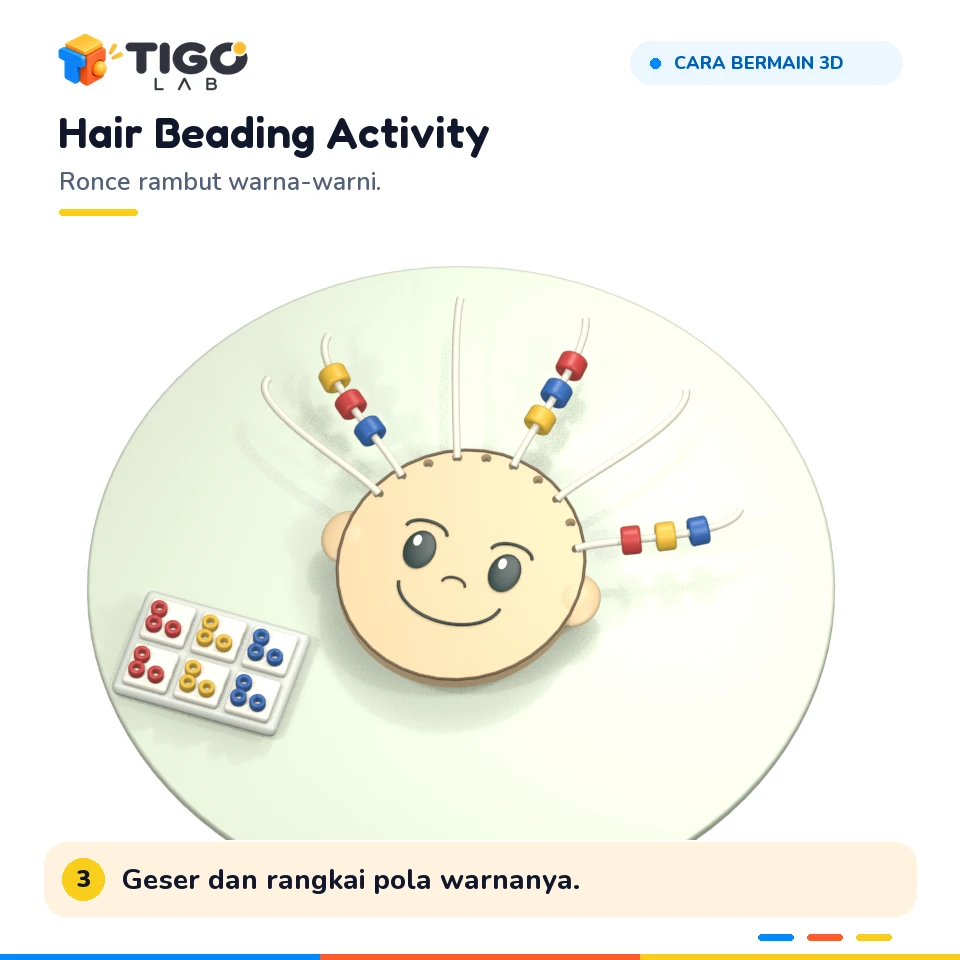 TIGO
LAB
CARA BERMAIN 3D
Hair Beading Activity
Ronce rambut warna-warni.
3
Geser dan rangkai pola warnanya.